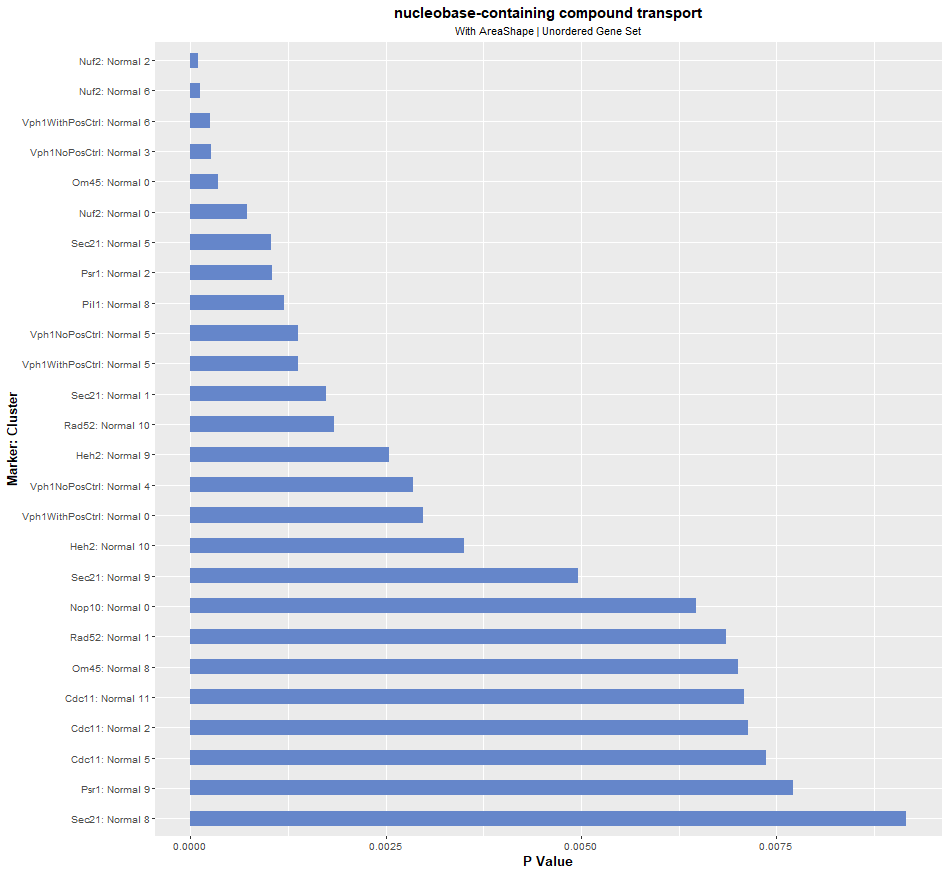 nucleobase-containing compound transport
With AreaShape | Unordered Gene Set
Marker: Cluster
Nuf2: Normal 2
Nuf2: Normal 6
Vph1WithPosCtrl: Normal 6
Vph1NoPosCtrl: Normal 3
Om45: Normal 0
Nuf2: Normal 0
Sec21: Normal 5
Psr1: Normal 2
Pil1: Normal 8
Vph1NoPosCtrl: Normal 5
Vph1WithPosCtrl: Normal 5
Sec21: Normal 1
Rad52: Normal 10
Heh2: Normal 9
Vph1NoPosCtrl: Normal 4
Vph1WithPosCtrl: Normal 0
Heh2: Normal 10
Sec21: Normal 9
Nop10: Normal 0
Rad52: Normal 1
Om45: Normal 8
Cdc11: Normal 11
Cdc11: Normal 2
Cdc11: Normal 5
Psr1: Normal 9
Sec21: Normal 8
0.0000 0.0025 0.0050 0.0075
P Value